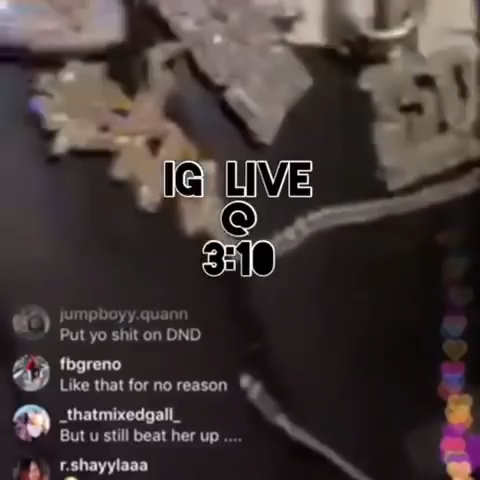 IG LIVE
@
3:10
jumpboyy.quann
Put yo shit on DND
fbgreno
Like that for no reason
_thatmixedgall_
But u still beat her up ....
r.shayylaaa